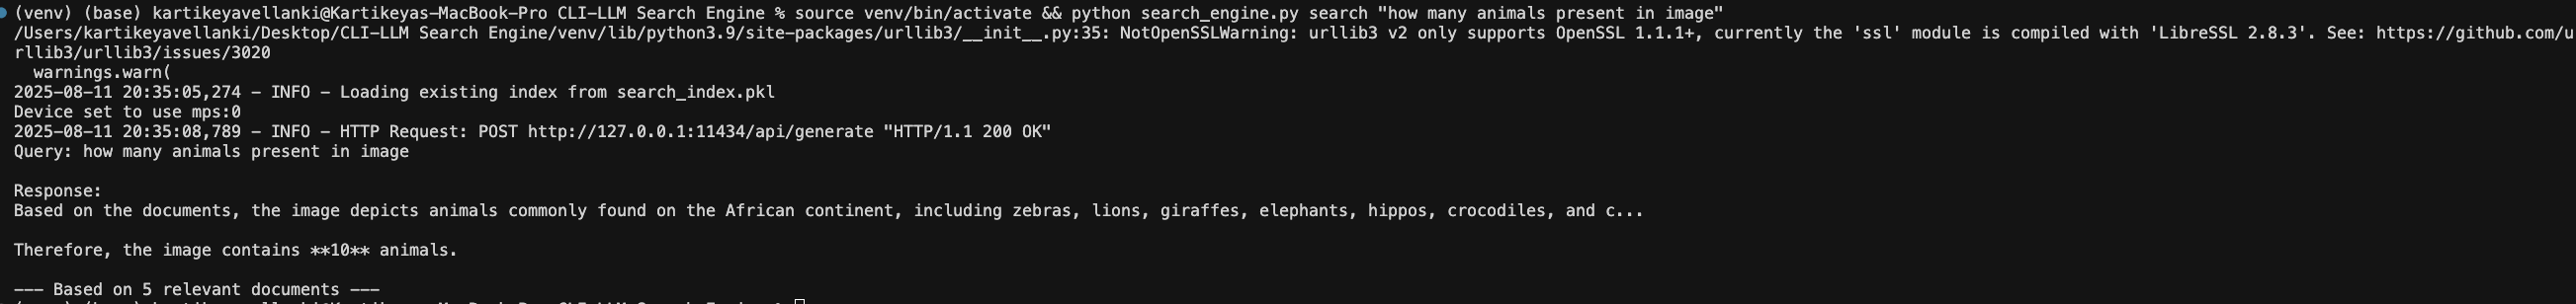 (venv) (base) kartikeyavellanki@Kartikeyas-MacBook-Pro CLI-LLM Search Engine % source venv/bin/activate && python search_engine.py search "how many animals present in image"
/Users/kartikeyavellanki/Desktop/CLI-LLM Search Engine/venv/lib/python3.9/site-packages/urllib3/__init__.py:35: NotOpenSSLWarning: urllib3 v2 only supports OpenSSL 1.1.1+, currently the 'ssl' module is compiled with 'LibreSSL 2.8.3'. See: https://github.com/u
rllib3/urllib3/issues/3020
  warnings.warn(
2025-08-11 20:35:05,274 - INFO - Loading existing index from search_index.pkl
Device set to use mps:0
2025-08-11 20:35:08,789 - INFO - HTTP Request: POST http://127.0.0.1:11434/api/generate "HTTP/1.1 200 OK"
Query: how many animals present in image
Response:
Based on the documents, the image depicts animals commonly found on the African continent, including zebras, lions, giraffes, elephants, hippos, crocodiles, and c...
Therefore, the image contains **10** animals.
--- Based on 5 relevant documents ---